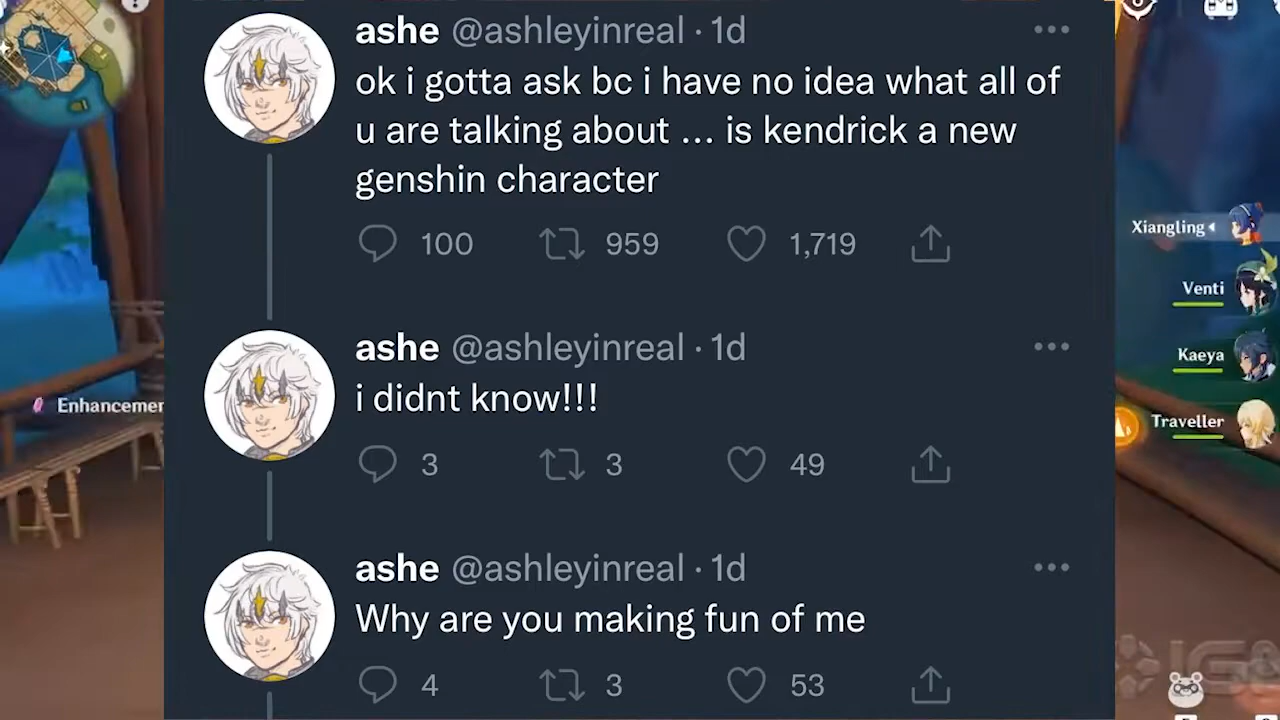 ashe @ashleyinreal · 1d
ok i gotta ask bc i have no idea what all of
u are talking about ... is kendrick a new
genshin character
100 959 1,719
ashe @ashleyinreal · 1d
i didnt know!!!
3 3 49
ashe @ashleyinreal · 1d
Why are you making fun of me
4 3 53
Enhancemen
Xiangling
Venti
Kaeya
Traveller
IGN